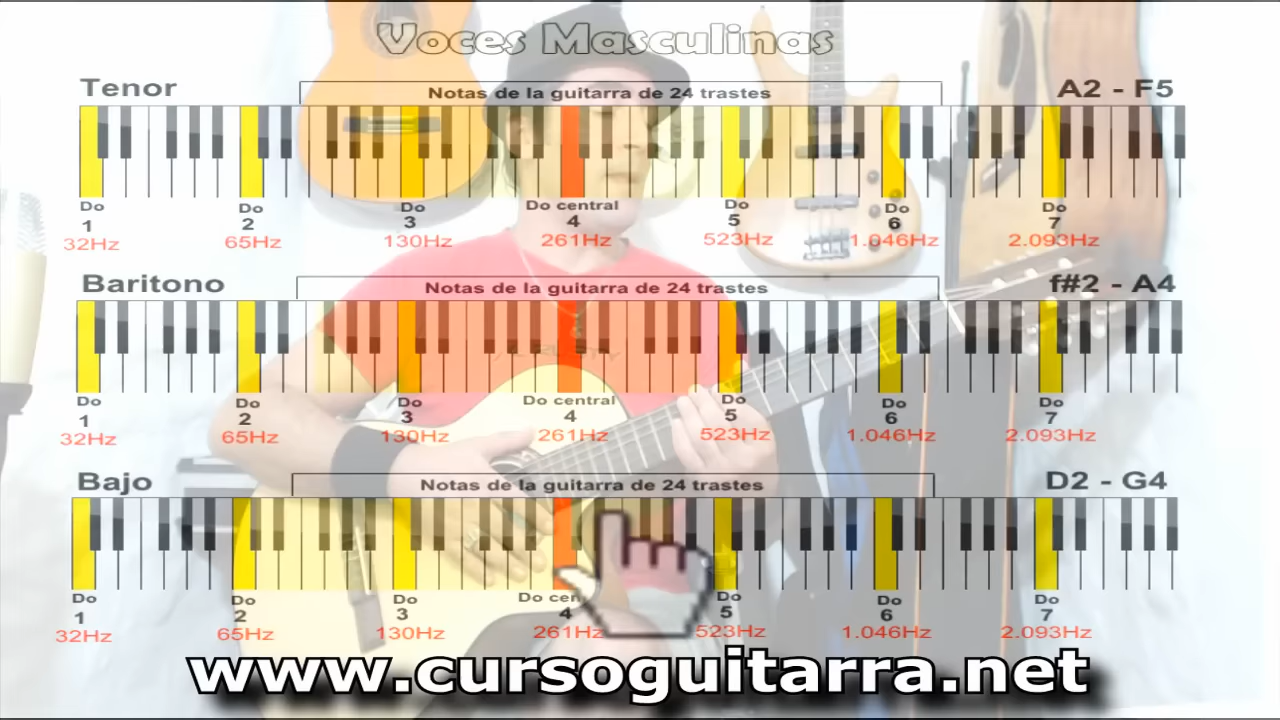 Voces Masculinas
Tenor
Notas de la guitarra de 24 trastes
A2 - F5
Do Do Do Do central Do Do Do
1 2 3 4 5 6 7
32Hz 65Hz 130Hz 261Hz 523Hz 1.046Hz 2.093Hz
Baritono
Notas de la guitarra de 24 trastes
f#2 - A4
Do Do Do Do central Do Do Do
1 2 3 4 5 6 7
32Hz 65Hz 130Hz 261Hz 523Hz 1.046Hz 2.093Hz
Bajo
Notas de la guitarra de 24 trastes
D2 - G4
Do Do Do Do cen Do Do Do
1 2 3 4 5 6 7
32Hz 65Hz 130Hz 261Hz 523Hz 1.046Hz 2.093Hz
www.cursoguitarra.net